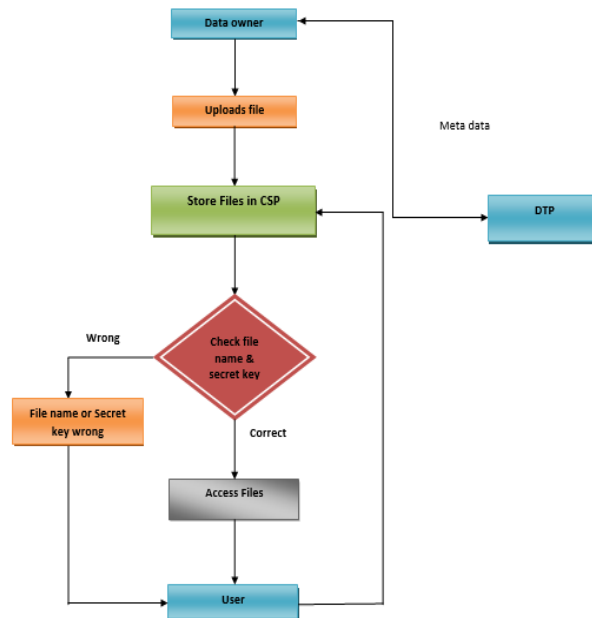 Data owner
Uploads file
Meta data
Store Files in CSP
DTP
Wrong
Check file
name &
secret key
File name or Secret
key wrong
Correct
Access Files
User